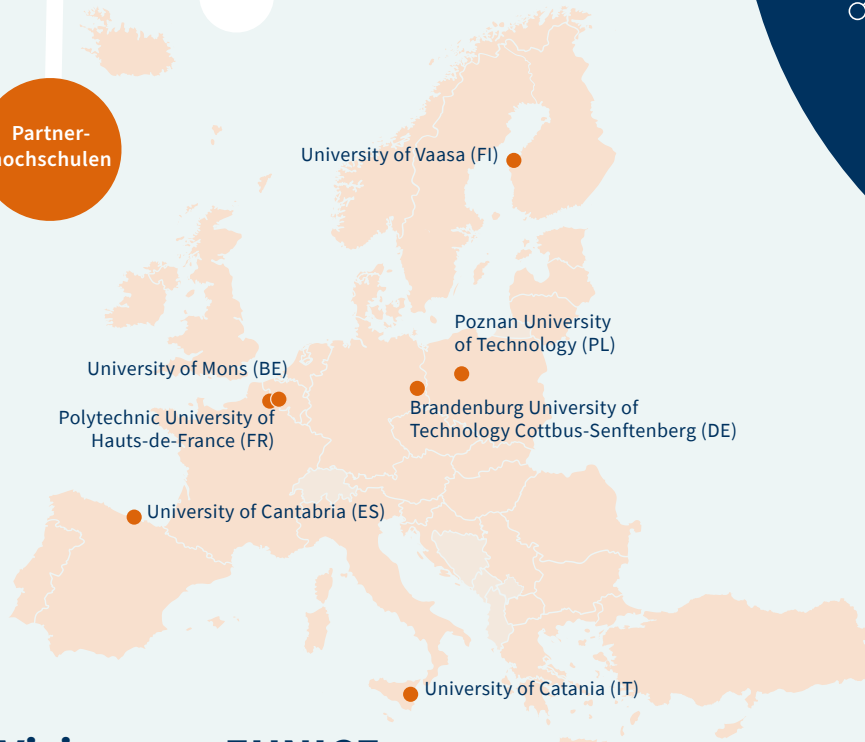 Partner-
hochschulen
University of Vaasa (FI)
Poznan University
of Technology (PL)
University of Mons (BE)
Polytechnic University of
Hauts-de-France (FR)
Brandenburg University of
Technology Cottbus-Senftenberg (DE)
University of Cantabria (ES)
University of Catania (IT)